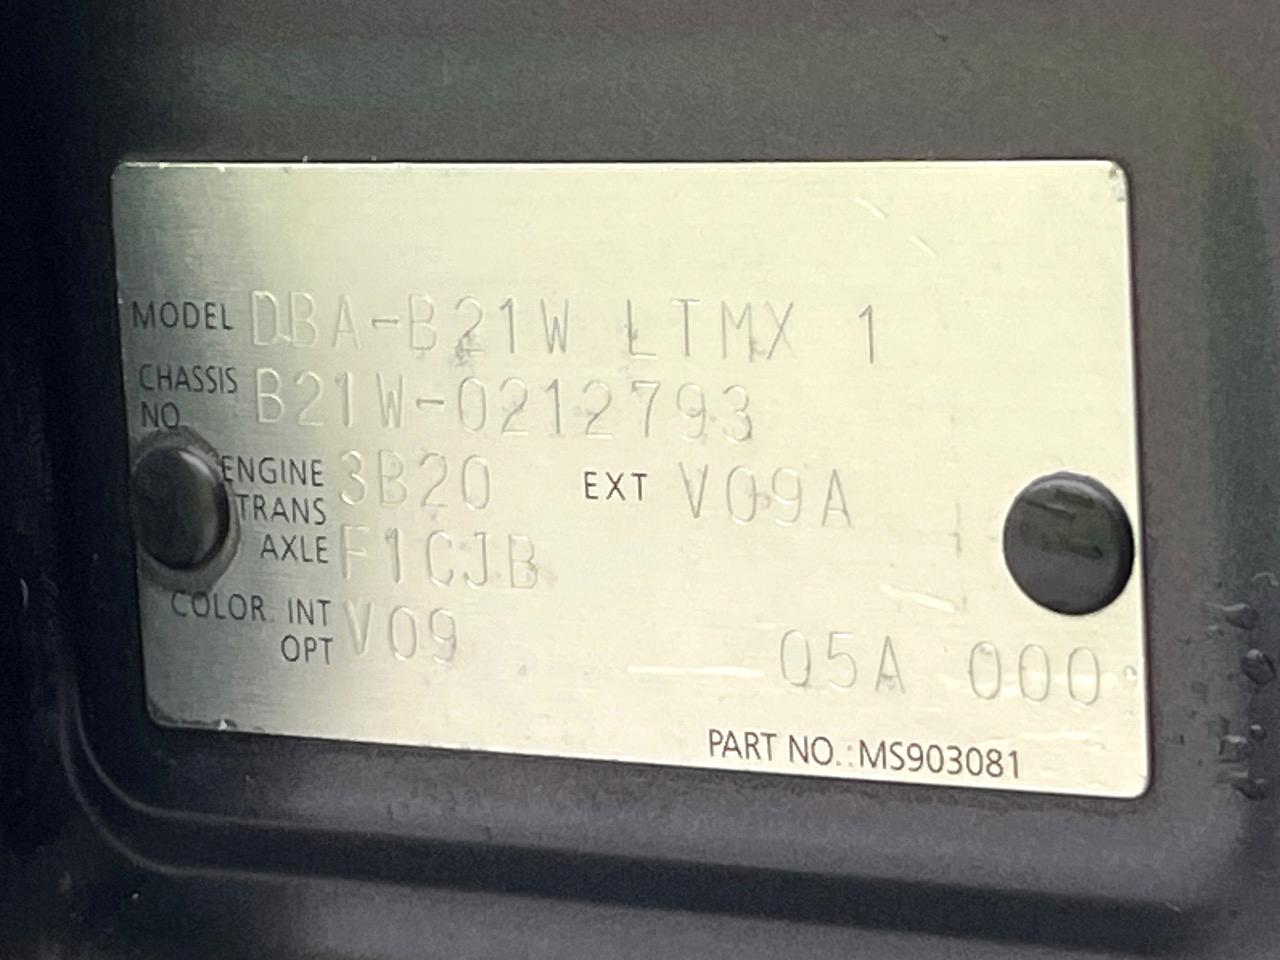 MODEL DBA-B21W LTMX 1
CHASSIS NO. B21W-0212793
ENGINE 3B20 EXT V09A
TRANS AXLE F1CJB
COLOR. INT V09
OPT 05A 000
PART NO.:MS903081